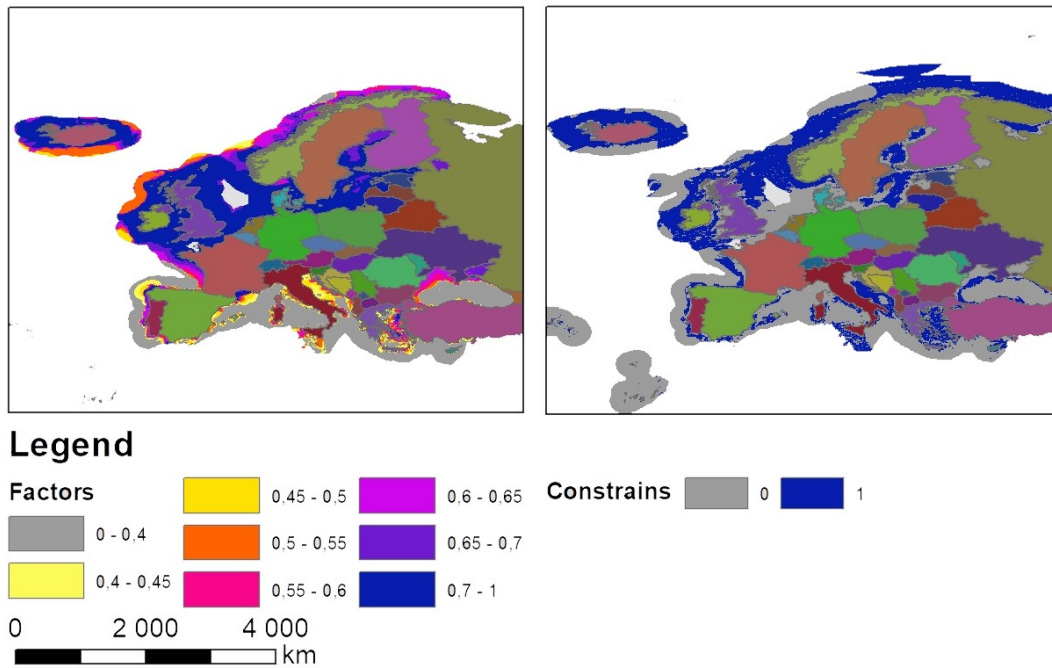 Legend
Factors
0 - 0,4
0,4 - 0,45
0,45 - 0,5
0,5 - 0,55
0,55 - 0,6
0,6 - 0,65
0,65 - 0,7
0,7 - 1
Constrains 0 1
0 2 000 4 000
km